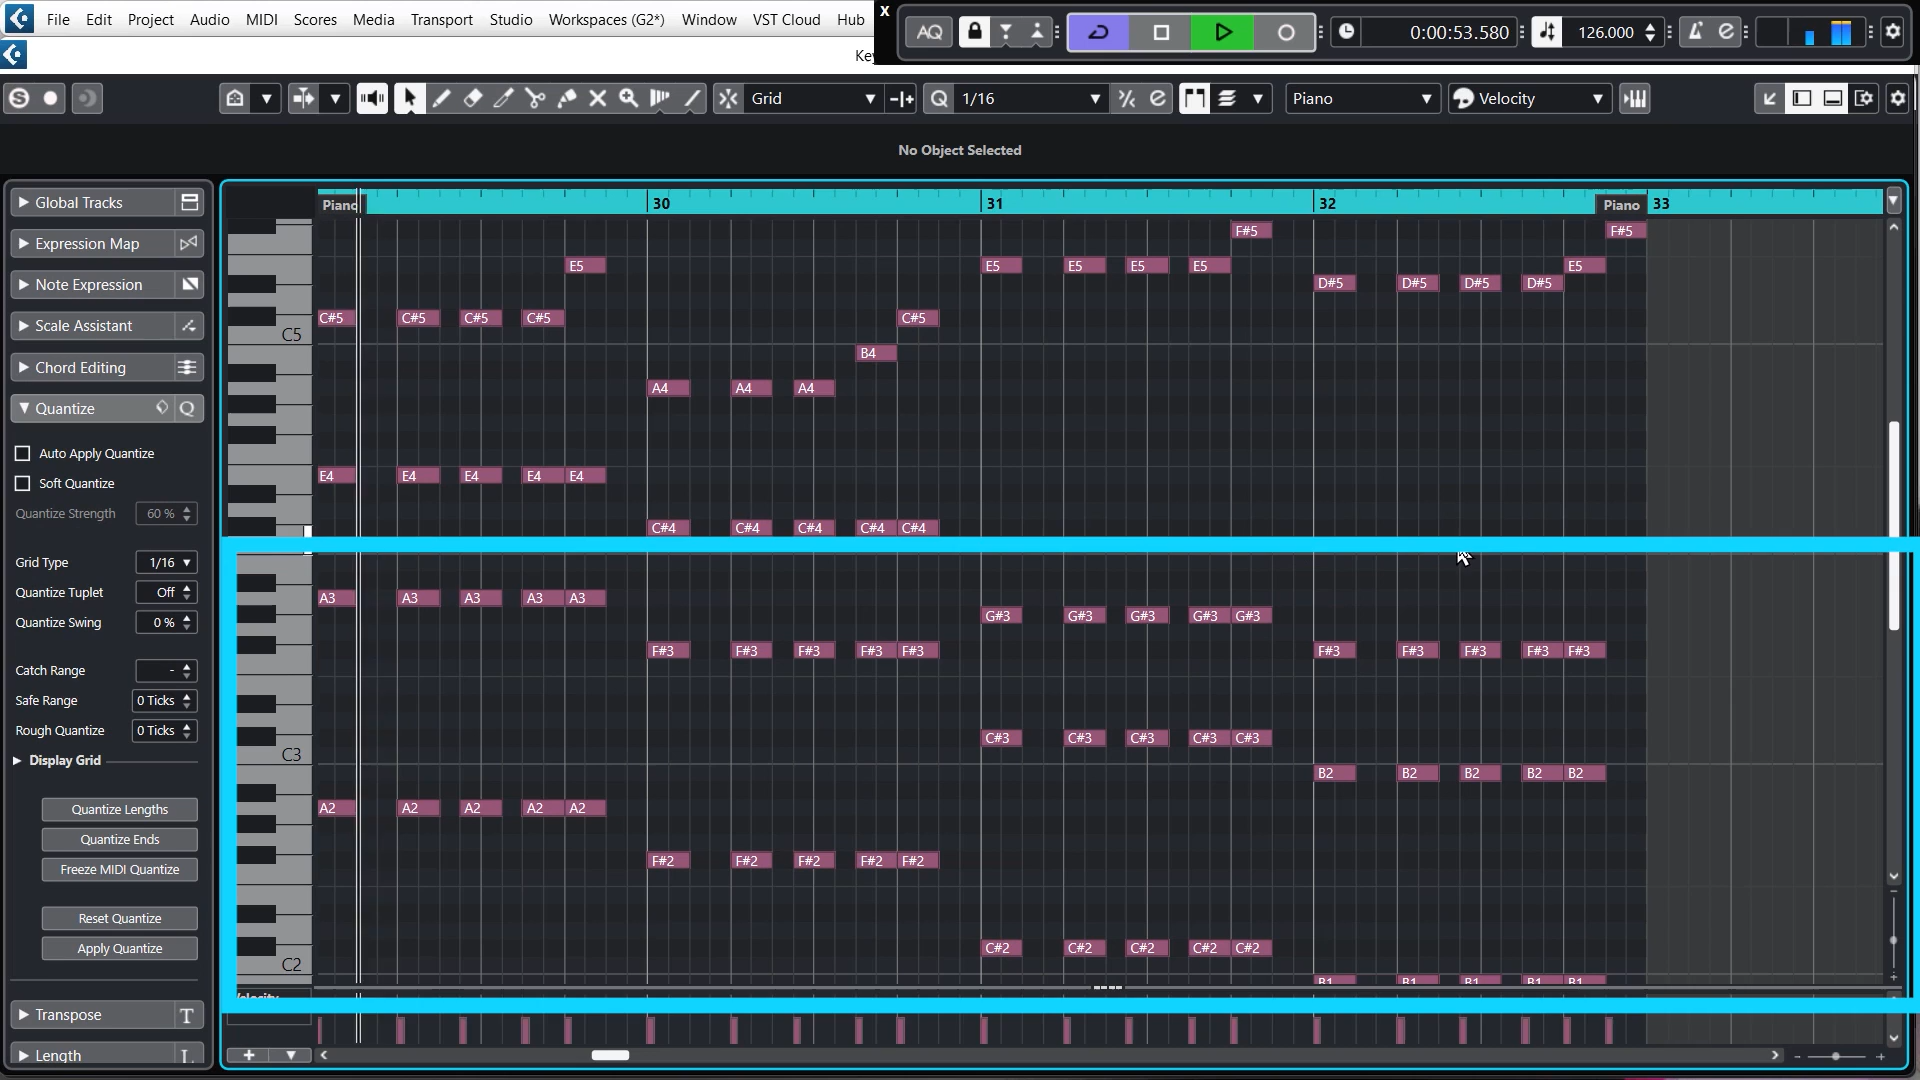 File Edit Project Audio MIDI Scores Media Transport Studio Workspaces (G2*) Window VST Cloud Hub
X AQ 0:00:53.580 126.000
Grid 1/16 Piano Velocity
No Object Selected
Global Tracks
Piano 30 31 32 Piano 33
Expression Map
F#5 F#5
E5 E5 E5 E5 E5 E5
Note Expression
D#5 D#5 D#5 D#5
Scale Assistant
C#5 C#5 C#5 C#5 C#5
C5
B4
Chord Editing
A4 A4 A4
Quantize
Auto Apply Quantize
E4 E4 E4 E4 E4
Soft Quantize
Quantize Strength 60 %
C#4 C#4 C#4 C#4 C#4
Grid Type 1/16
Quantize Tuplet Off
A3 A3 A3 A3 A3
Quantize Swing 0 %
G#3 G#3 G#3 G#3 G#3
F#3 F#3 F#3 F#3 F#3 F#3 F#3 F#3 F#3 F#3
Catch Range -
Safe Range 0 Ticks
Rough Quantize 0 Ticks
C#3 C#3 C#3 C#3 C#3
C3
Display Grid
B2 B2 B2 B2 B2
Quantize Lengths
A2 A2 A2 A2 A2
Quantize Ends
F#2 F#2 F#2 F#2 F#2
Freeze MIDI Quantize
Reset Quantize
Apply Quantize
C#2 C#2 C#2 C#2 C#2
C2
B1 B1 B1 B1 B1
Velocity
Transpose
Length